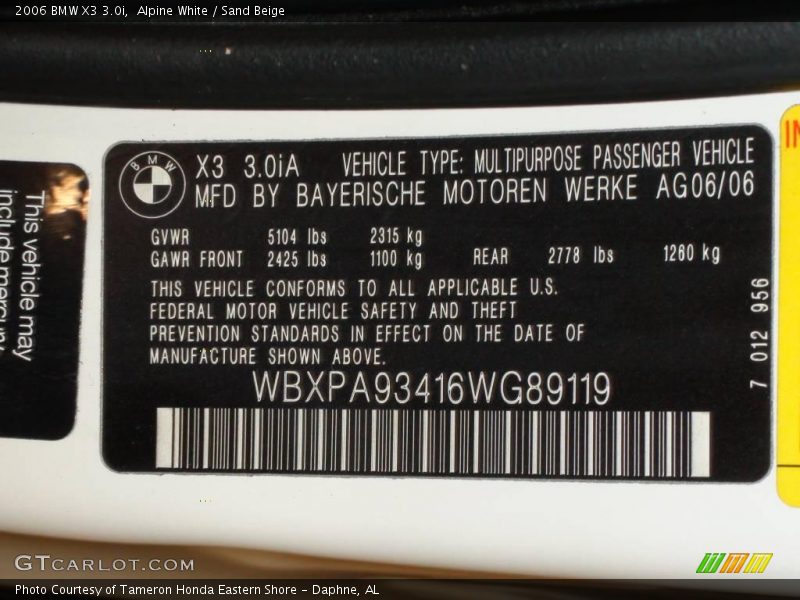 2006 BMW X3 3.0i,  Alpine White / Sand Beige
BMW
X3 3.0iA VEHICLE TYPE: MULTIPURPOSE PASSENGER VEHICLE
MFD BY BAYERISCHE MOTOREN WERKE AG06/06
GVWR 5104 lbs 2315 kg
GAWR FRONT 2425 lbs 1100 kg REAR 2778 lbs 1260 kg
THIS VEHICLE CONFORMS TO ALL APPLICABLE U.S.
FEDERAL MOTOR VEHICLE SAFETY AND THEFT
PREVENTION STANDARDS IN EFFECT ON THE DATE OF
MANUFACTURE SHOWN ABOVE.
WBXPA93416WG89119
7 012 956
This vehicle may
include
GTCARLOT.COM
Photo Courtesy of Tameron Honda Eastern Shore - Daphne, AL